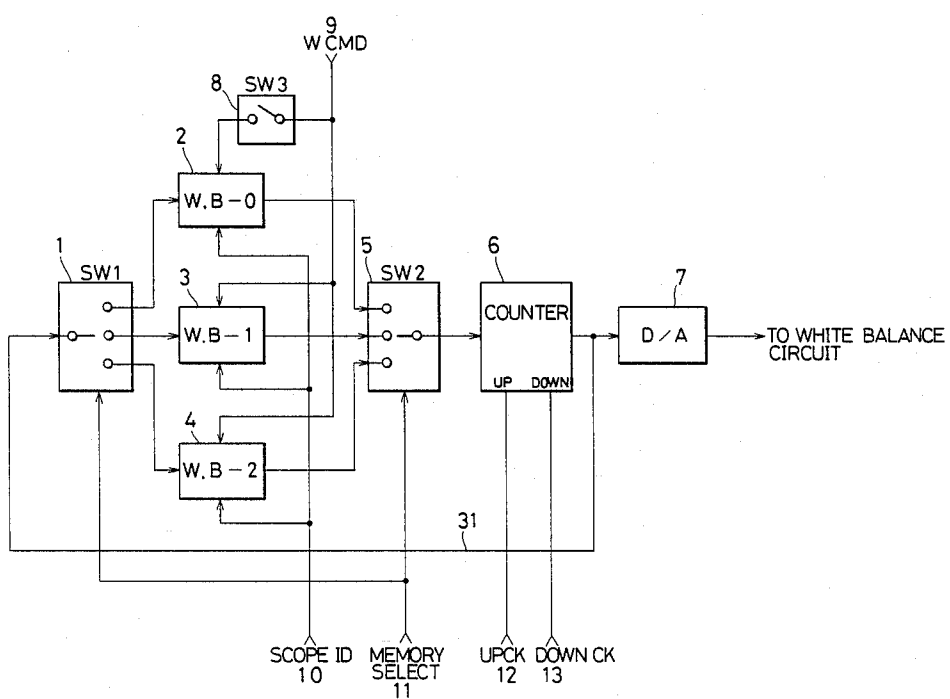 9
W CMD
8
SW3
2
W.B-0
1
SW1
3
W.B-1
5
SW2
6
COUNTER
UP DOWN
7
D/A
TO WHITE BALANCE
CIRCUIT
4
W.B-2
31
SCOPE ID
10
MEMORY
SELECT
11
UPCK
12
DOWN CK
13